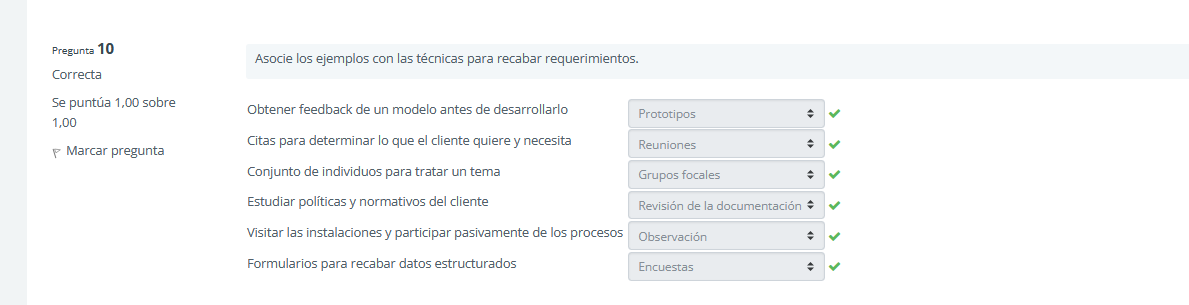 Pregunta 10
Correcta
Se puntúa 1,00 sobre
1,00
Marcar pregunta
Asocie los ejemplos con las técnicas para recabar requerimientos.
Obtener feedback de un modelo antes de desarrollarlo Prototipos
Citas para determinar lo que el cliente quiere y necesita Reuniones
Conjunto de individuos para tratar un tema Grupos focales
Estudiar políticas y normativos del cliente Revisión de la documentación
Visitar las instalaciones y participar pasivamente de los procesos Observación
Formularios para recabar datos estructurados Encuestas